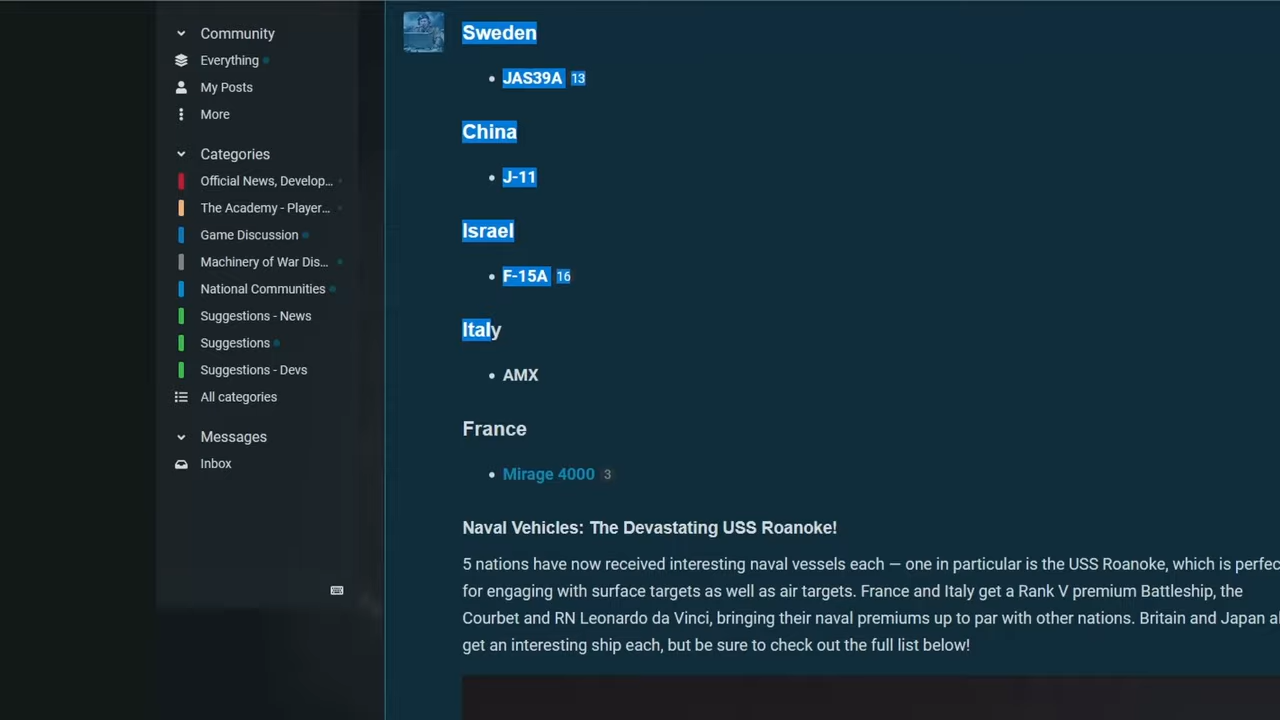 Community
Everything
My Posts
More
Categories
Official News, Develop...
The Academy - Player...
Game Discussion
Machinery of War Dis...
National Communities
Suggestions - News
Suggestions
Suggestions - Devs
All categories
Messages
Inbox
Sweden
JAS39A 13
China
J-11
Israel
F-15A 16
Italy
AMX
France
Mirage 4000 3
Naval Vehicles: The Devastating USS Roanoke!
5 nations have now received interesting naval vessels each — one in particular is the USS Roanoke, which is perfec
for engaging with surface targets as well as air targets. France and Italy get a Rank V premium Battleship, the
Courbet and RN Leonardo da Vinci, bringing their naval premiums up to par with other nations. Britain and Japan al
get an interesting ship each, but be sure to check out the full list below!